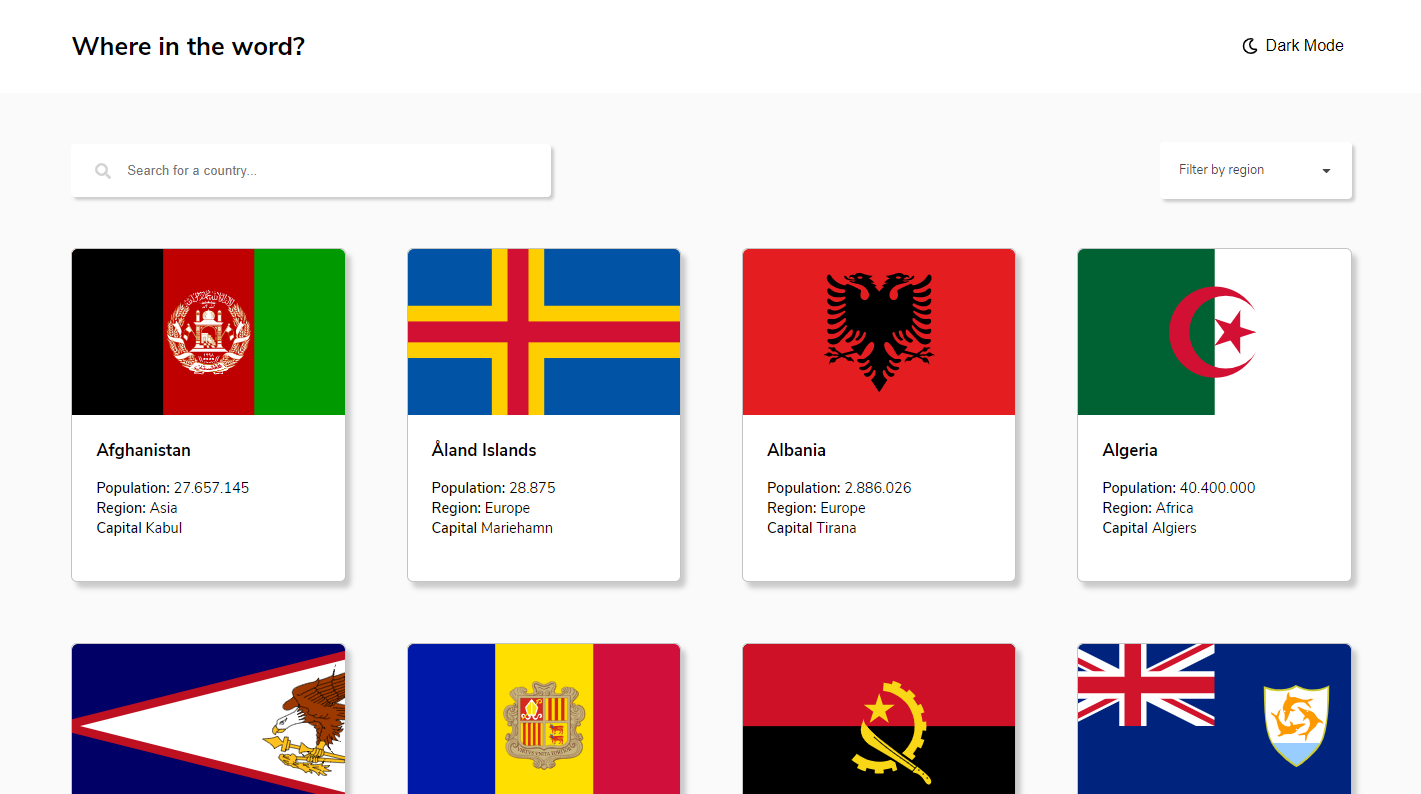 Where in the word?
Dark Mode
Search for a country...
Filter by region
Afghanistan
Population: 27.657.145
Region: Asia
Capital Kabul
Åland Islands
Population: 28.875
Region: Europe
Capital Mariehamn
Albania
Population: 2.886.026
Region: Europe
Capital Tirana
Algeria
Population: 40.400.000
Region: Africa
Capital Algiers